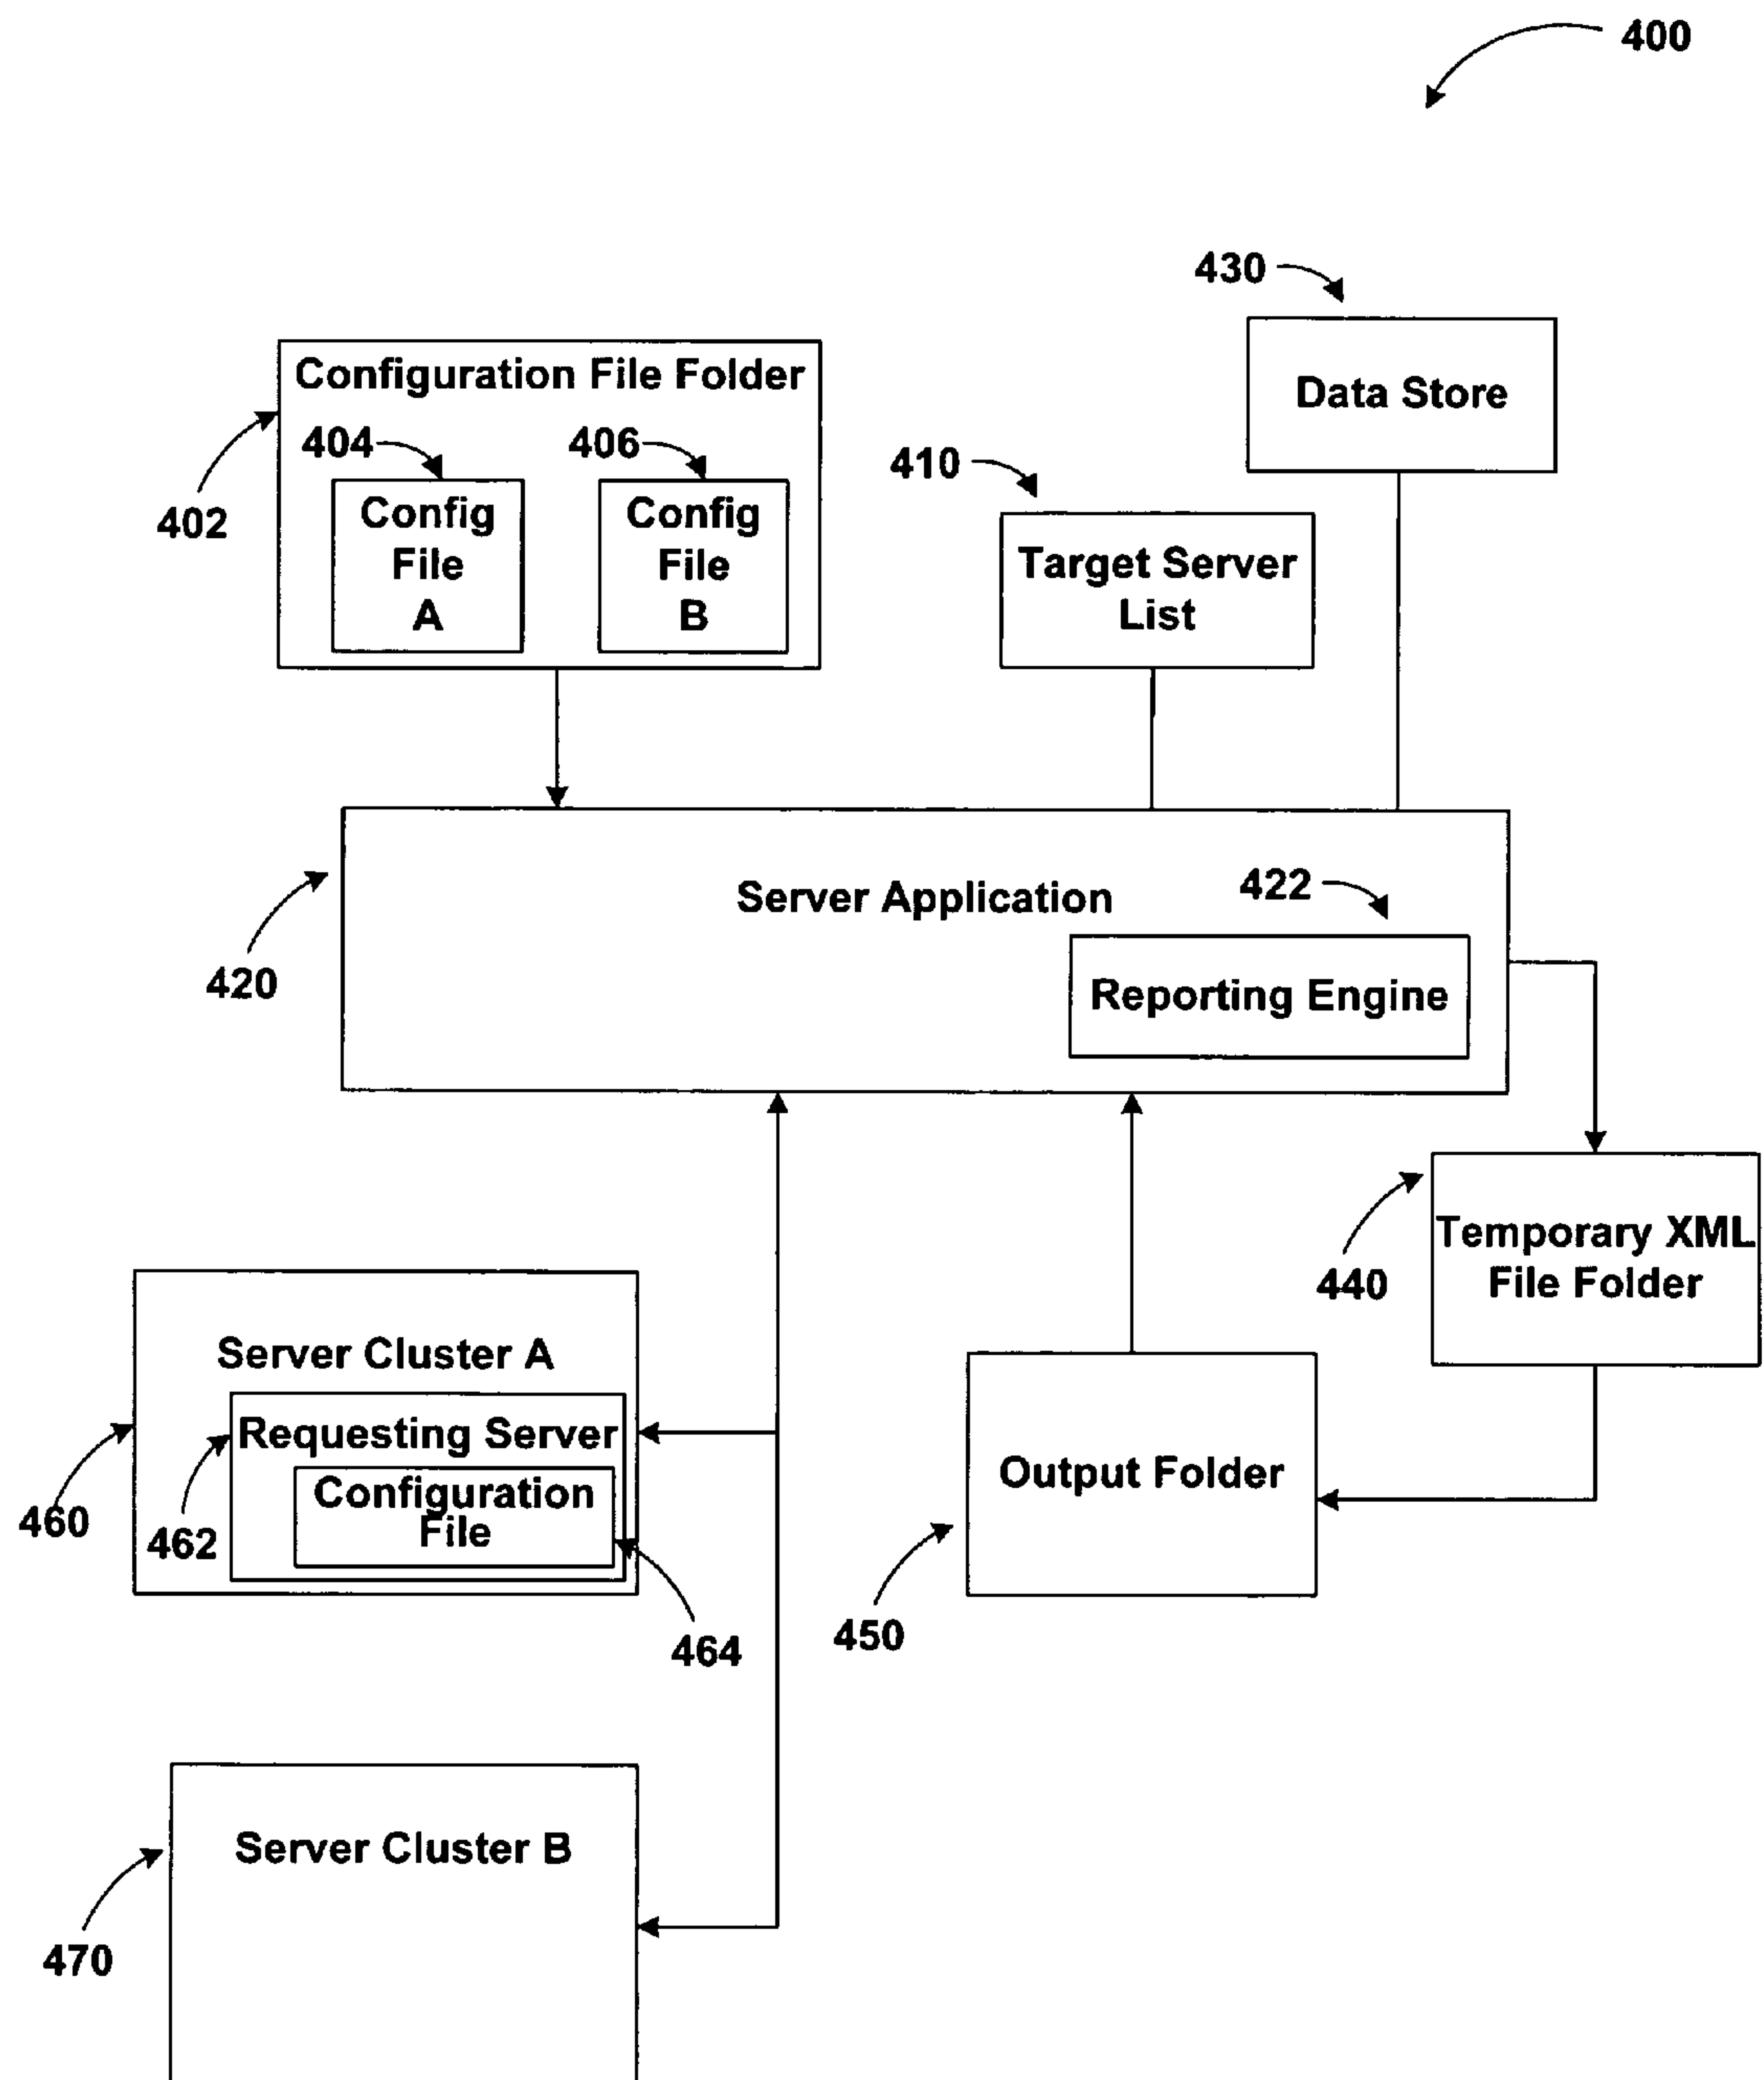 400
430
Configuration File Folder
Data Store
404
406
410
402
Config
File
A
Config
File
B
Target Server
List
Server Application
422
420
Reporting Engine
440
Temporary XML
File Folder
Server Cluster A
Requesting Server
Configuration
File
460
462
464
Output Folder
450
Server Cluster B
470